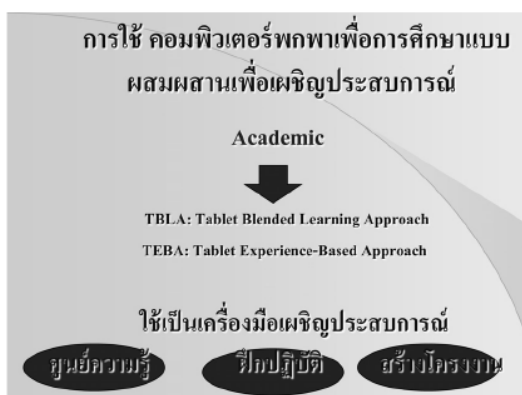 การใช้ คอมพิวเตอร์พกพาเพื่อการศึกษาแบบ
ผสมผสานเพื่อเผชิญประสบการณ์
Academic
TBLA: Tablet Blended Learning Approach
TEBA: Tablet Experience-Based Approach
ใช้เป็นเครื่องมือเผชิญประสบการณ์
ศูนย์ความรู้ ฝึกปฏิบัติ สร้างโครงงาน